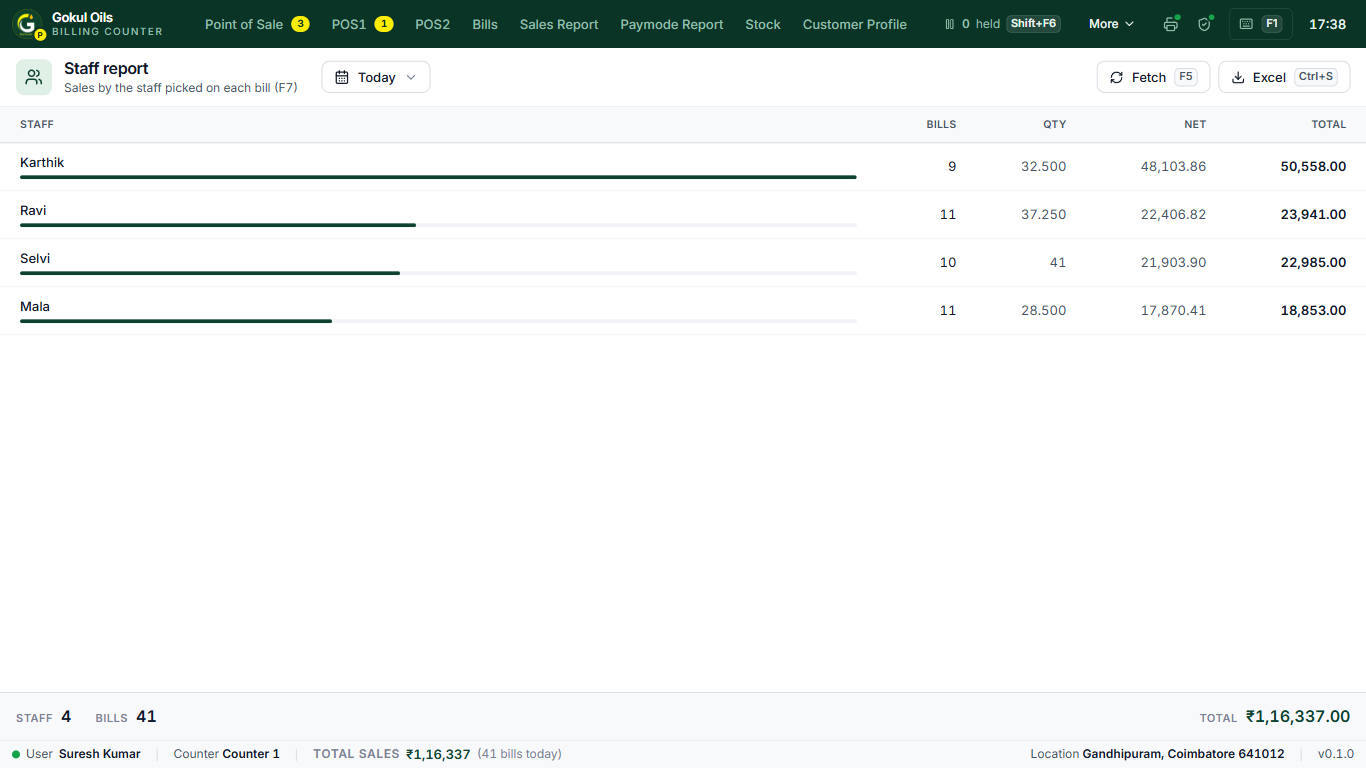 Gokul Oils
BILLING COUNTER
Point of Sale 3 POS1 1 POS2 Bills Sales Report Paymode Report Stock Customer Profile 0 held Shift+F6 More F1 17:38
Staff report
Sales by the staff picked on each bill (F7)
Today
Fetch F5 Excel Ctrl+S
STAFF BILLS QTY NET TOTAL
Karthik 9 32.500 48,103.86 50,558.00
Ravi 11 37.250 22,406.82 23,941.00
Selvi 10 41 21,903.90 22,985.00
Mala 11 28.500 17,870.41 18,853.00
STAFF 4 BILLS 41 TOTAL ₹1,16,337.00
User Suresh Kumar Counter Counter 1 TOTAL SALES ₹1,16,337 (41 bills today) Location Gandhipuram, Coimbatore 641012 v0.1.0